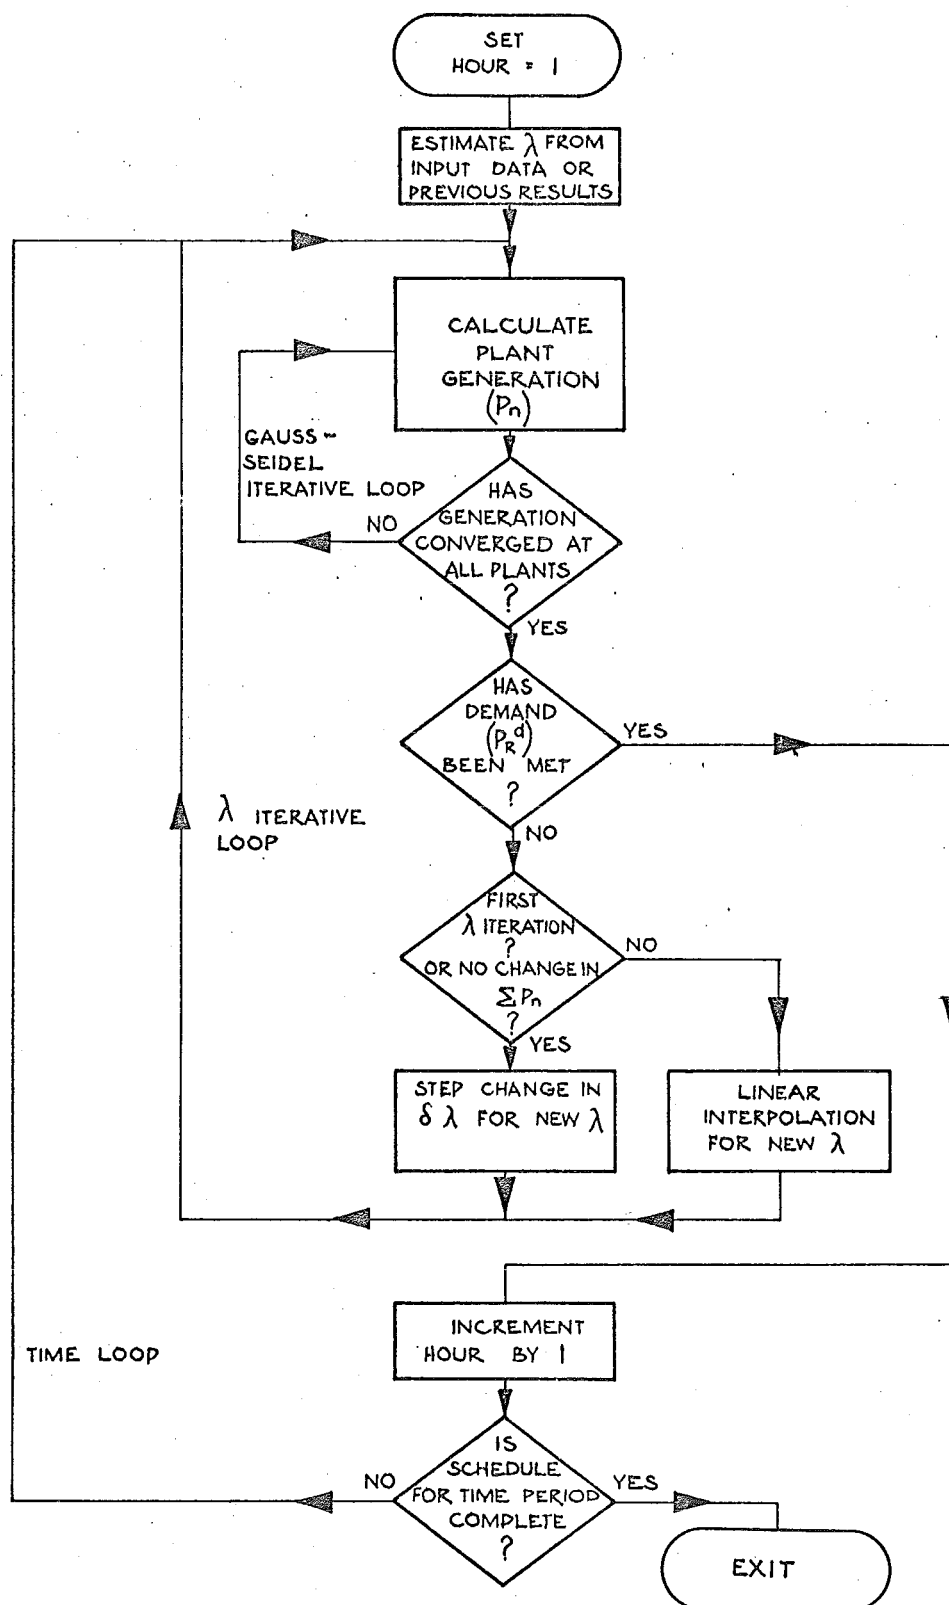 SET
HOUR = 1
ESTIMATE λ FROM
INPUT DATA OR
PREVIOUS RESULTS
CALCULATE
PLANT
GENERATION
(Pn)
GAUSS-
SEIDEL
ITERATIVE LOOP
NO
HAS
GENERATION
CONVERGED AT
ALL PLANTS
?
YES
HAS
DEMAND
(P_R^d)
BEEN MET
?
YES
NO
λ ITERATIVE
LOOP
FIRST
λ ITERATION
?
OR NO CHANGE IN
Σ Pn
?
NO
YES
STEP CHANGE IN
δ λ FOR NEW λ
LINEAR
INTERPOLATION
FOR NEW λ
INCREMENT
HOUR BY 1
TIME LOOP
IS
SCHEDULE
FOR TIME PERIOD
COMPLETE
?
NO
YES
EXIT